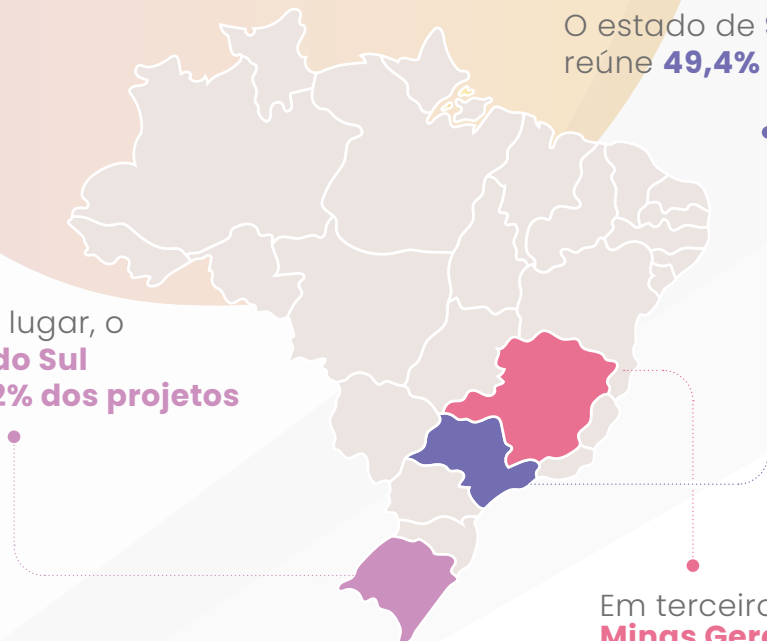 O estado de
reúne 49,4%
lugar, o
do Sul
2% dos projetos
Em terceiro
Minas Gera